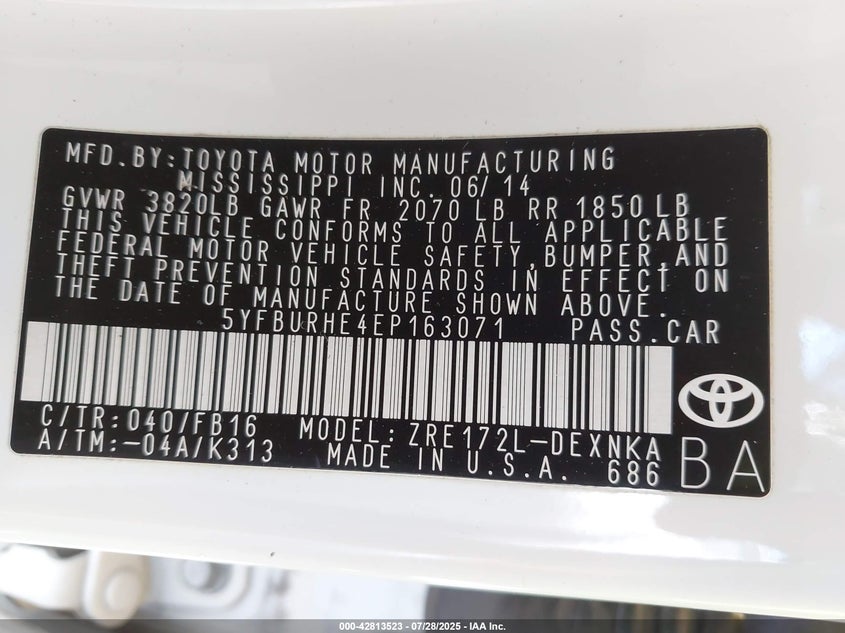 MFD.BY:TOYOTA MOTOR MANUFACTURING
MISSISSIPPI INC. 06/14
GVWR 3820LB GAWR FR 2070 LB RR 1850 LB
THIS VEHICLE CONFORMS TO ALL APPLICABLE
FEDERAL MOTOR VEHICLE SAFETY,BUMPER,AND
THEFT PREVENTION STANDARDS IN EFFECT ON
THE DATE OF MANUFACTURE SHOWN ABOVE.
5YFBURHE4EP163071 PASS.CAR
C/TR:040/FB16 MODEL:ZRE172L-DEXNKA
A/TM:-04A/K313 MADE IN U.S.A. 686 BA
000-42813523 - 07/28/2025 - IAA Inc.